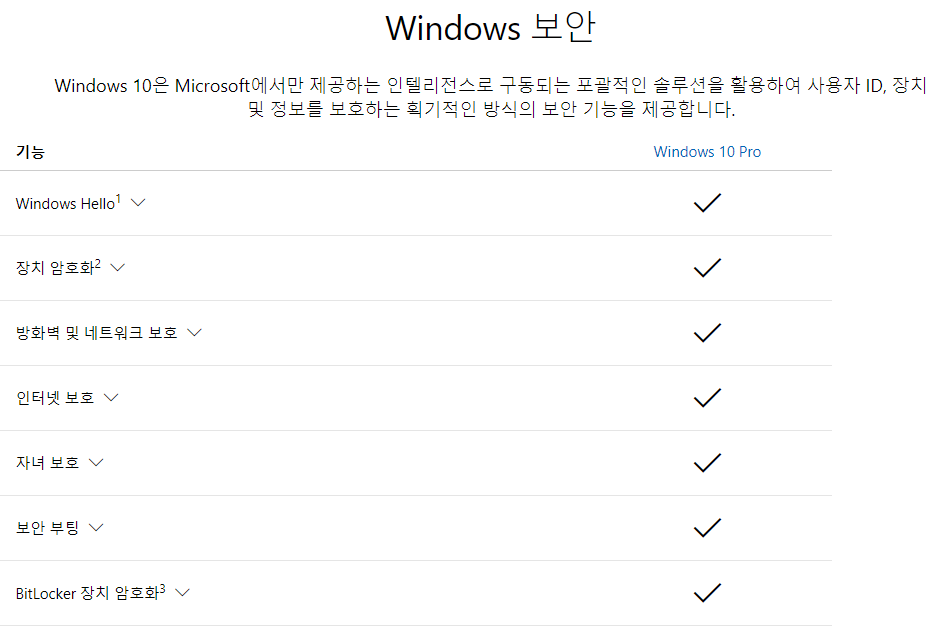 Windows 보안
Windows 10은 Microsoft에서만 제공하는 인텔리전스로 구동되는 포괄적인 솔루션을 활용하여 사용자 ID, 장치
및 정보를 보호하는 획기적인 방식의 보안 기능을 제공합니다.
기능 Windows 10 Pro
Windows Hello1
장치 암호화2
방화벽 및 네트워크 보호
인터넷 보호
자녀 보호
보안 부팅
BitLocker 장치 암호화3